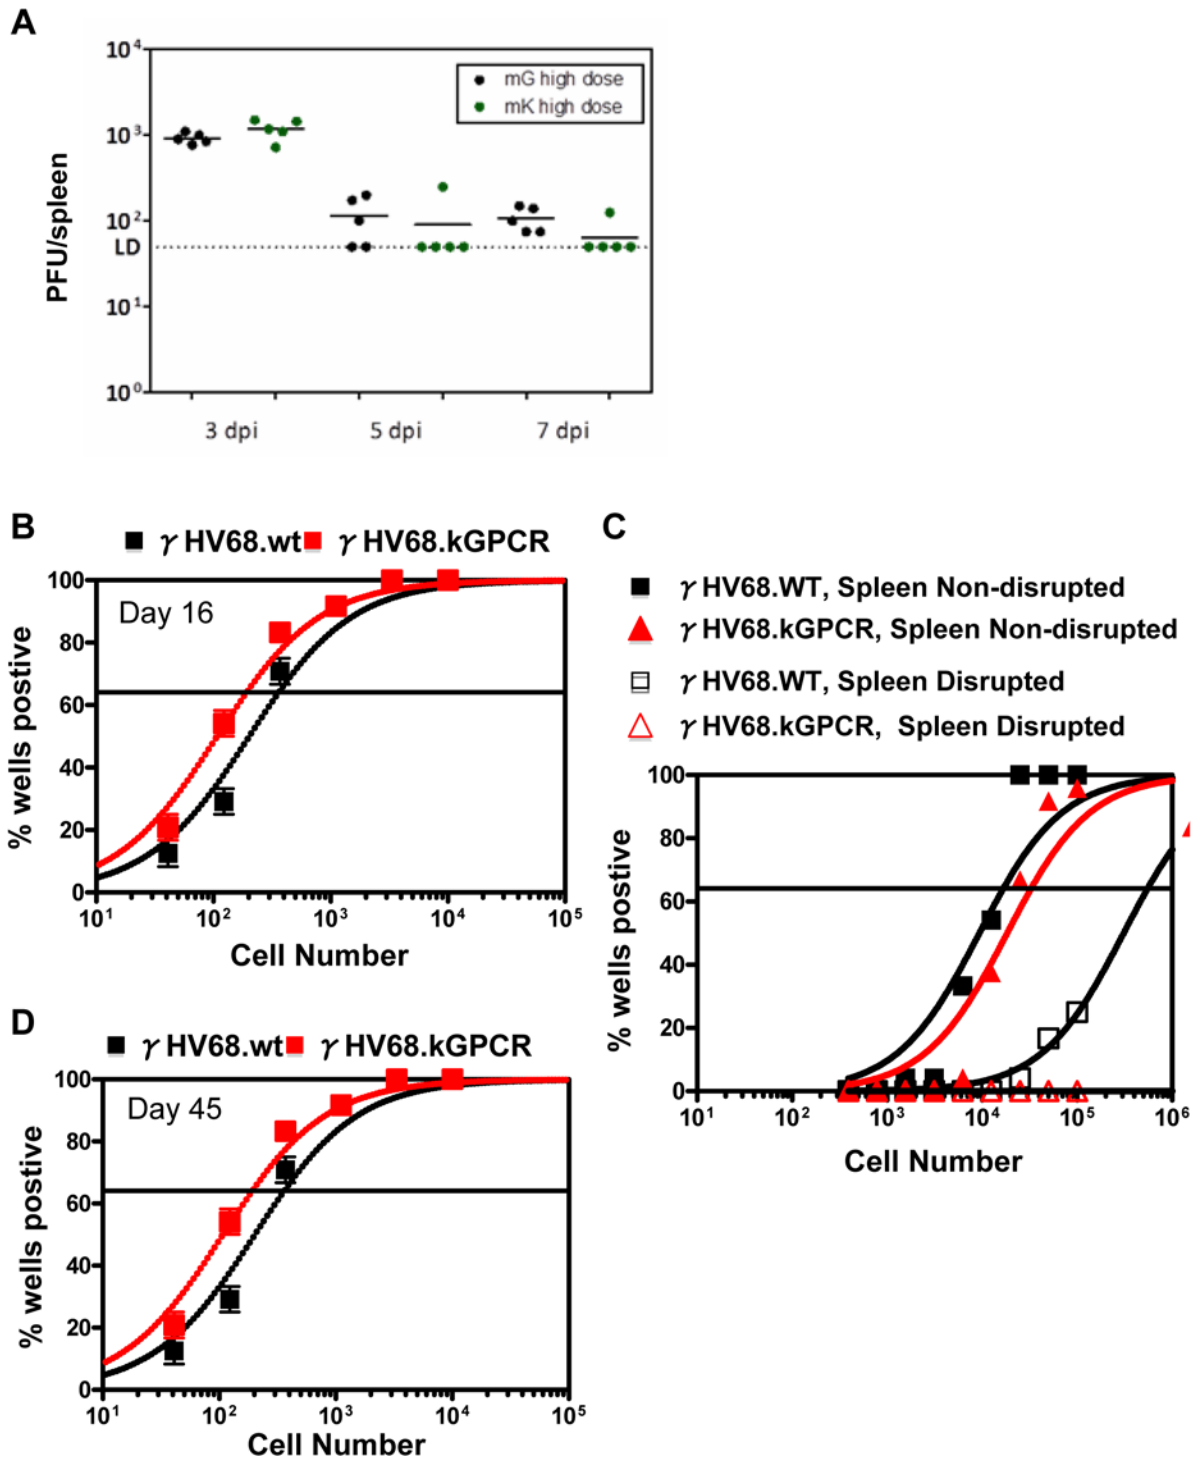 A
10⁴
mG high dose
mK high dose
10³
PFU/spleen
10²
LD
10¹
10⁰
3 dpi 5 dpi 7 dpi
B
γ HV68.wt γ HV68.kGPCR
100
Day 16
80
% wells postive
60
40
20
0
10¹ 10² 10³ 10⁴ 10⁵
Cell Number
C
γ HV68.WT, Spleen Non-disrupted
γ HV68.kGPCR, Spleen Non-disrupted
γ HV68.WT, Spleen Disrupted
γ HV68.kGPCR, Spleen Disrupted
100
80
% wells postive
60
40
20
0
10¹ 10² 10³ 10⁴ 10⁵ 10⁶
Cell Number
D
γ HV68.wt γ HV68.kGPCR
100
Day 45
80
% wells postive
60
40
20
0
10¹ 10² 10³ 10⁴ 10⁵
Cell Number